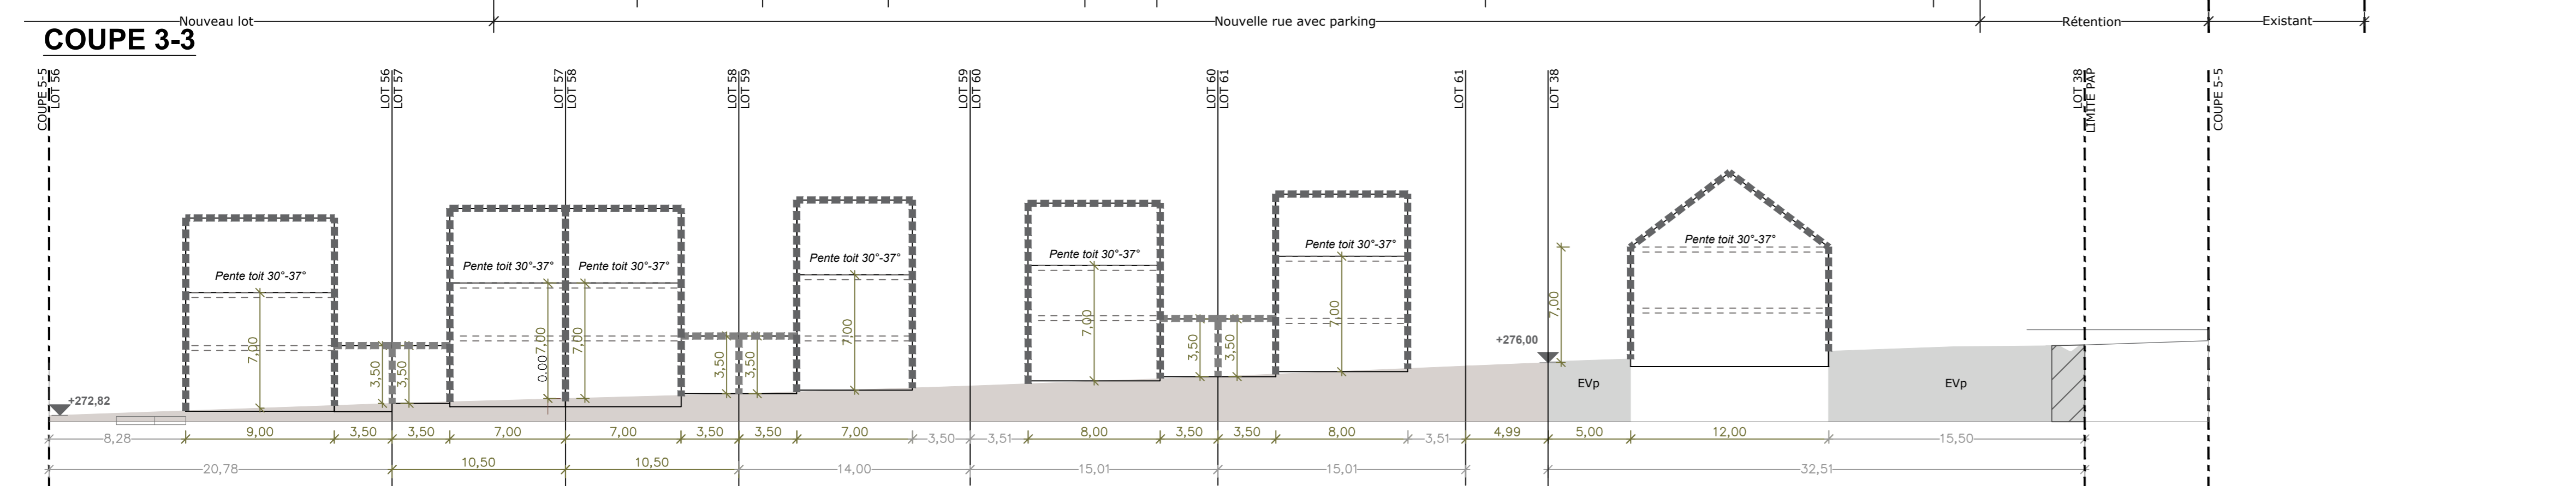 Nouveau lot
Nouvelle rue avec parking
Rétention
Existant
COUPE 3-3
COUPE 5-5
LOT 56
LOT 56
LOT 57
LOT 57
LOT 58
LOT 58
LOT 59
LOT 59
LOT 60
LOT 60
LOT 61
LOT 61
LOT 38
LOT 38
LIMITE PAP
COUPE 5-5
Pente toit 30°-37°
Pente toit 30°-37°
Pente toit 30°-37°
Pente toit 30°-37°
Pente toit 30°-37°
Pente toit 30°-37°
Pente toit 30°-37°
7,00
3,50
3,50
7,00
0.00
7,00
3,50
3,50
7,00
7,00
3,50
3,50
7,00
7,00
+272,82
+276,00
EVp
EVp
8,28
9,00
3,50
3,50
7,00
7,00
3,50
3,50
7,00
3,50
3,51
8,00
3,50
3,50
8,00
3,51
4,99
5,00
12,00
15,50
20,78
10,50
10,50
14,00
15,01
15,01
32,51